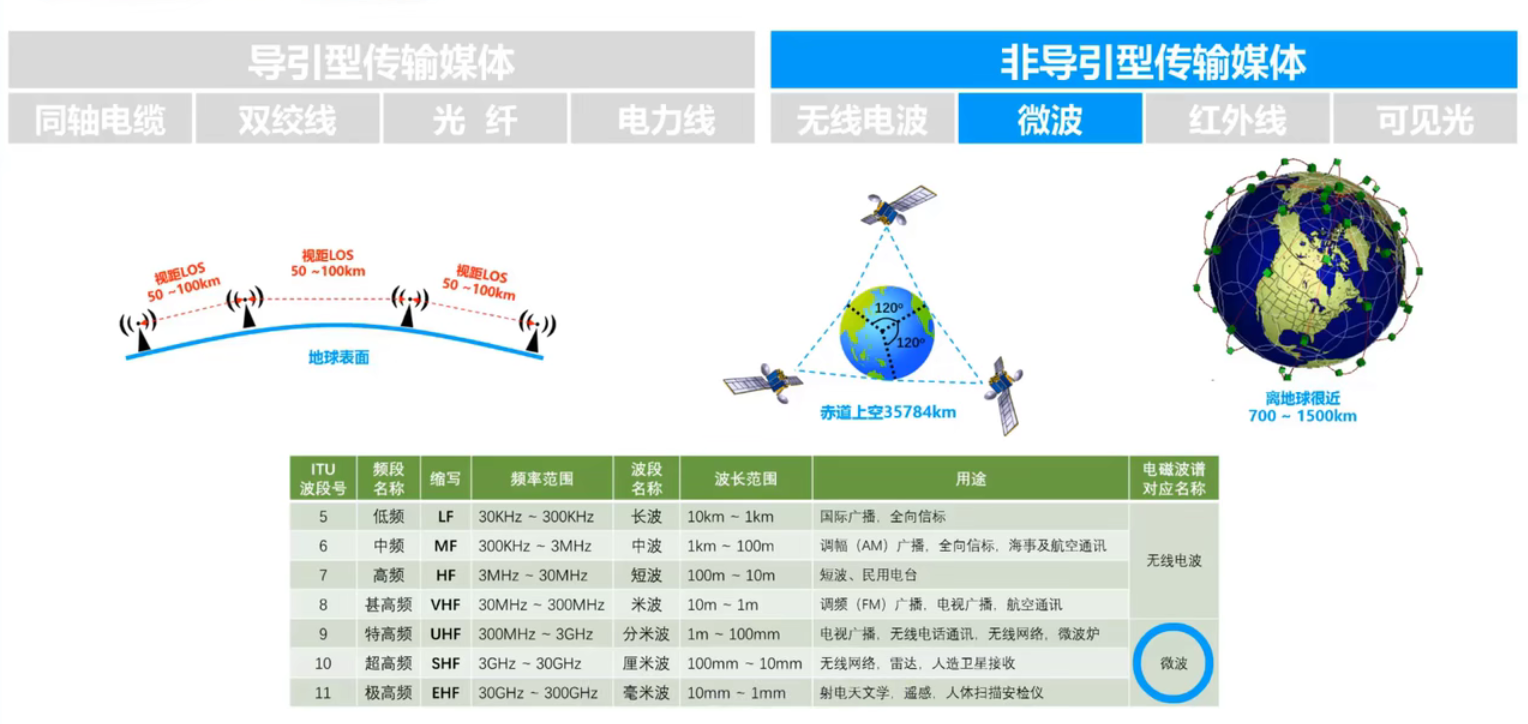 导引型传输媒体
非导引型传输媒体
同轴电缆 双绞线 光 纤 电力线 无线电波 微波 红外线 可见光
视距LOS
50 ~100km
视距LOS
50 ~100km
视距LOS
50 ~100km
地球表面
120°
120°
赤道上空35784km
离地球很近
700 ~ 1500km
ITU 波段号 频段名称 缩写 频率范围 波段名称 波长范围 用途 电磁波谱对应名称
5 低频 LF 30KHz ~ 300KHz 长波 10km ~ 1km 国际广播、全向信标
6 中频 MF 300KHz ~ 3MHz 中波 1km ~ 100m 调幅（AM）广播、全向信标、海事及航空通讯
7 高频 HF 3MHz ~ 30MHz 短波 100m ~ 10m 短波、民用电台
无线电波
8 甚高频 VHF 30MHz ~ 300MHz 米波 10m ~ 1m 调频（FM）广播、电视广播、航空通讯
9 特高频 UHF 300MHz ~ 3GHz 分米波 1m ~ 100mm 电视广播、无线电话通讯、无线网络、微波炉
10 超高频 SHF 3GHz ~ 30GHz 厘米波 100mm ~ 10mm 无线网络、雷达、人造卫星接收 微波
11 极高频 EHF 30GHz ~ 300GHz 毫米波 10mm ~ 1mm 射电天文学、遥感、人体扫描安检仪